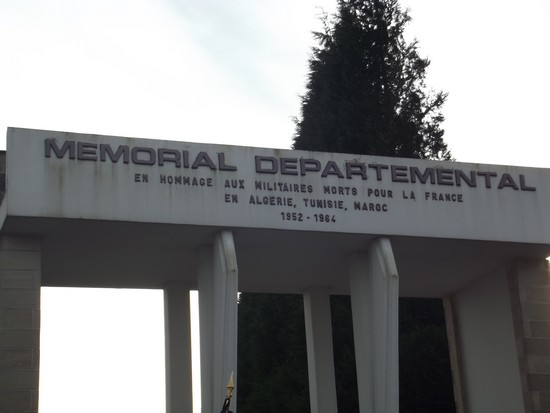 MEMORIAL DEPARTEMENTAL
EN HOMMAGE AUX MILITAIRES MORTS POUR LA FRANCE
EN ALGERIE, TUNISIE, MAROC
1952 - 1964